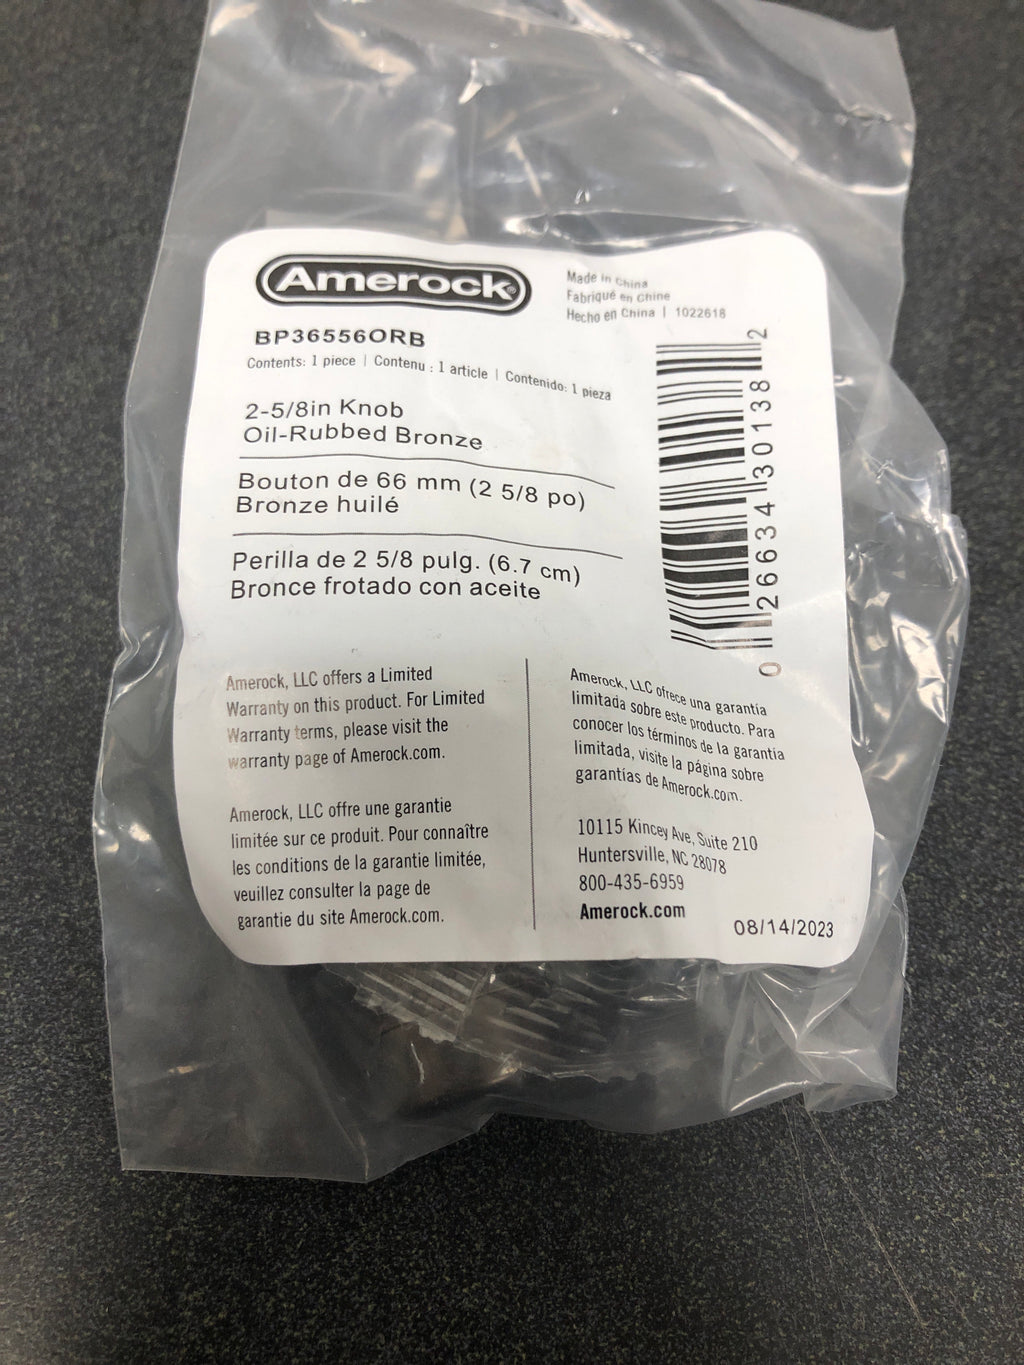 Amerock®
Made in China
Fabriqué en Chine
Hecho en China | 1022618
BP36556ORB
Contents: 1 piece | Contenu : 1 article | Contenido: 1 pieza
2-5/8in Knob
Oil-Rubbed Bronze
Bouton de 66 mm (2 5/8 po)
Bronze huilé
Perilla de 2 5/8 pulg. (6.7 cm)
Bronce frotado con aceite
0 26634 30138 2
Amerock, LLC offers a Limited
Warranty on this product. For Limited
Warranty terms, please visit the
warranty page of Amerock.com.
Amerock, LLC offre une garantie
limitée sur ce produit. Pour connaître
les conditions de la garantie limitée,
veuillez consulter la page de
garantie du site Amerock.com.
Amerock, LLC ofrece una garantía
limitada sobre este producto. Para
conocer los términos de la garantía
limitada, visite la página sobre
garantías de Amerock.com.
10115 Kincey Ave, Suite 210
Huntersville, NC 28078
800-435-6959
Amerock.com
08/14/2023